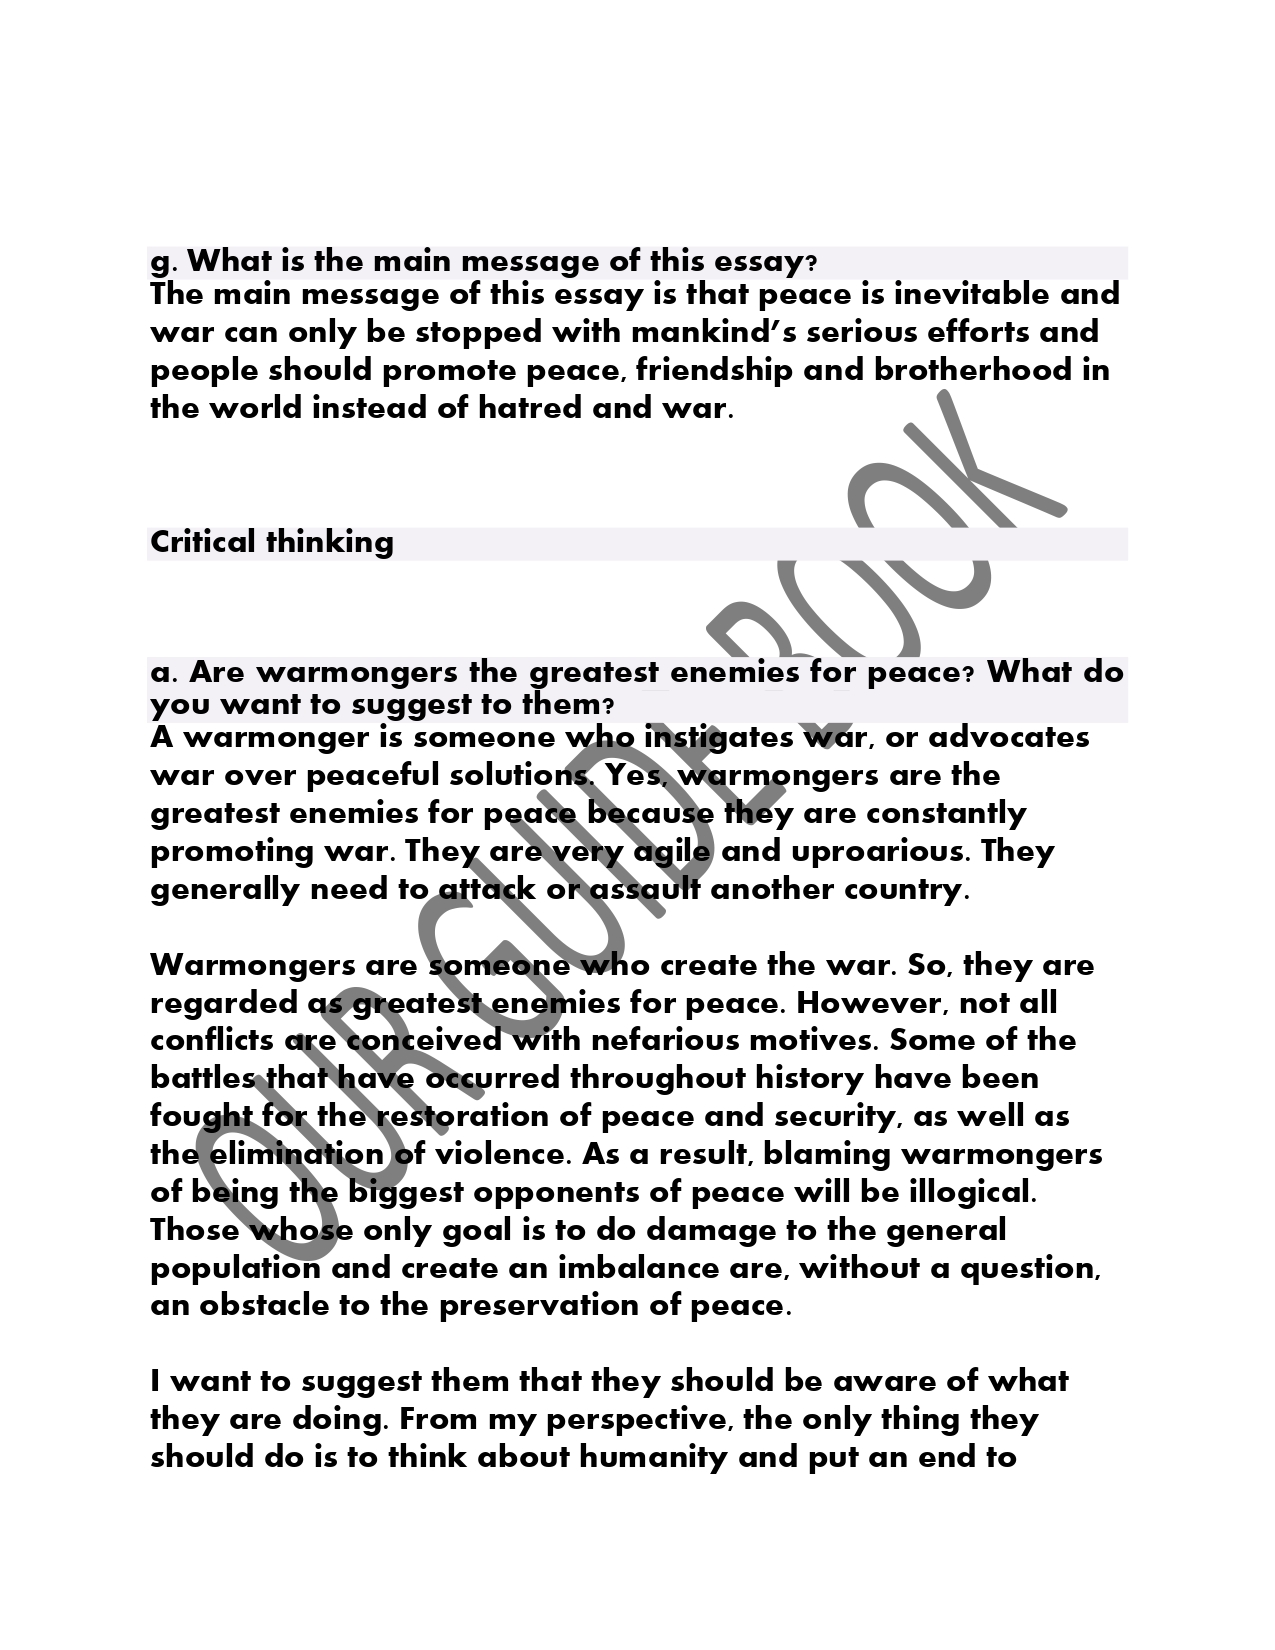 g. What is the main message of this essay?
The main message of this essay is that peace is inevitable and
war can only be stopped with mankind’s serious efforts and
people should promote peace, friendship and brotherhood in
the world instead of hatred and war.
Critical thinking
a. Are warmongers the greatest enemies for peace? What do
you want to suggest to them?
A warmonger is someone who instigates war, or advocates
war over peaceful solutions. Yes, warmongers are the
greatest enemies for peace because they are constantly
promoting war. They are very agile and uproarious. They
generally need to attack or assault another country.
Warmongers are someone who create the war. So, they are
regarded as greatest enemies for peace. However, not all
conflicts are conceived with nefarious motives. Some of the
battles that have occurred throughout history have been
fought for the restoration of peace and security, as well as
the elimination of violence. As a result, blaming warmongers
of being the biggest opponents of peace will be illogical.
Those whose only goal is to do damage to the general
population and create an imbalance are, without a question,
an obstacle to the preservation of peace.
I want to suggest them that they should be aware of what
they are doing. From my perspective, the only thing they
should do is to think about humanity and put an end to
OUR GUIDE BOOK